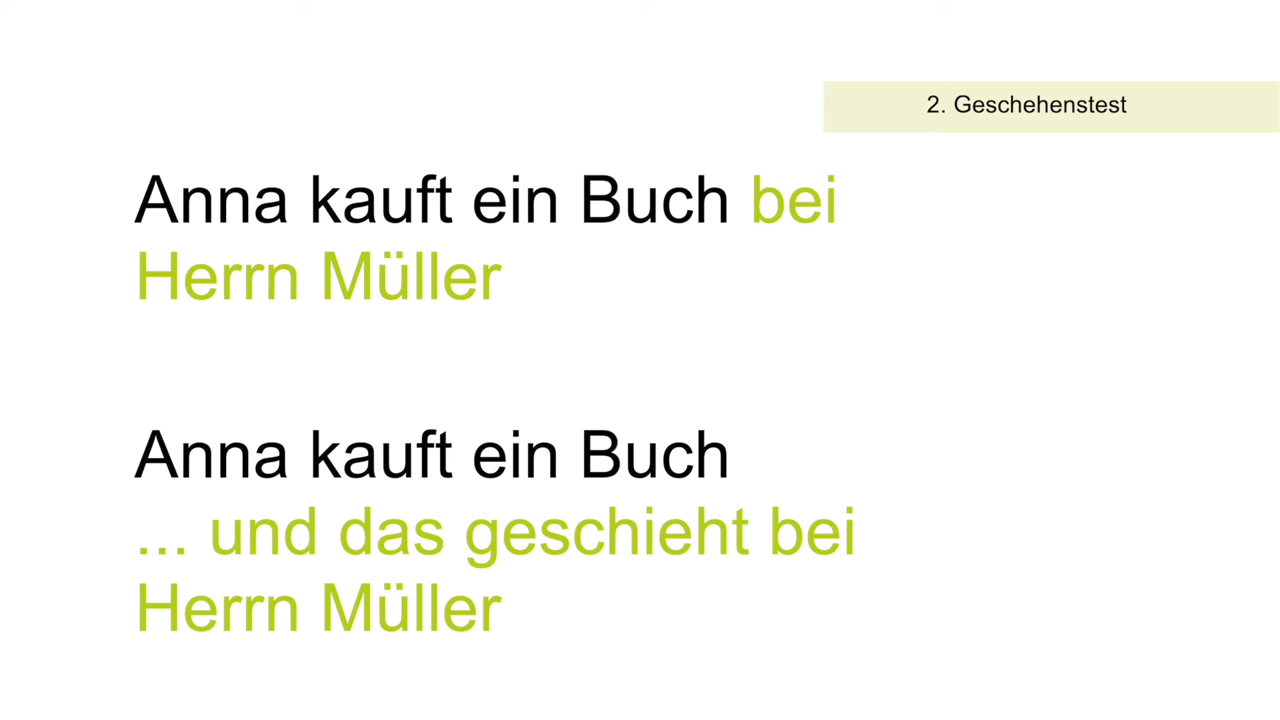 2. Geschehenstest
Anna kauft ein Buch bei
Herrn Müller
Anna kauft ein Buch
... und das geschieht bei
Herrn Müller